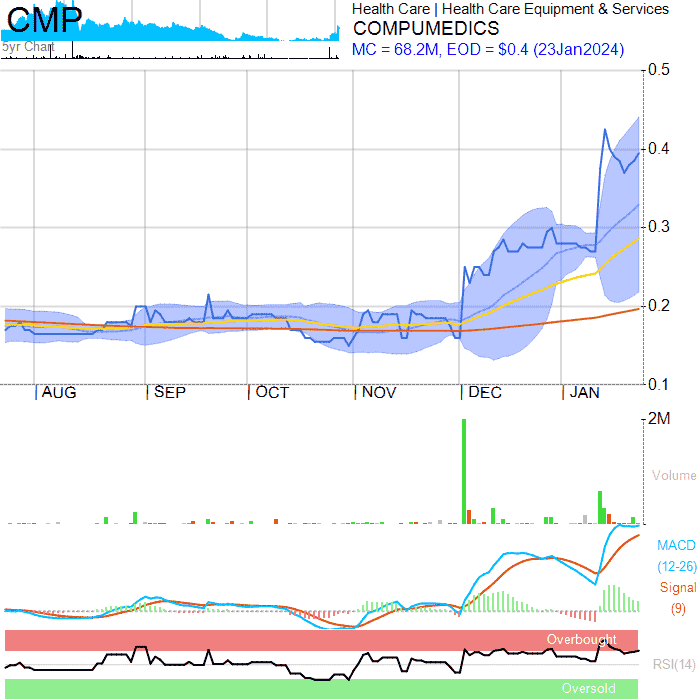 CMP
5yr Chart
Health Care | Health Care Equipment & Services
COMPUMEDICS
MC = 68.2M, EOD = $0.4 (23Jan2024)
0.5
0.4
0.3
0.2
0.1
AUG SEP OCT NOV DEC JAN
2M
Volume
MACD
(12-26)
Signal
(9)
Overbought
RSI(14)
Oversold